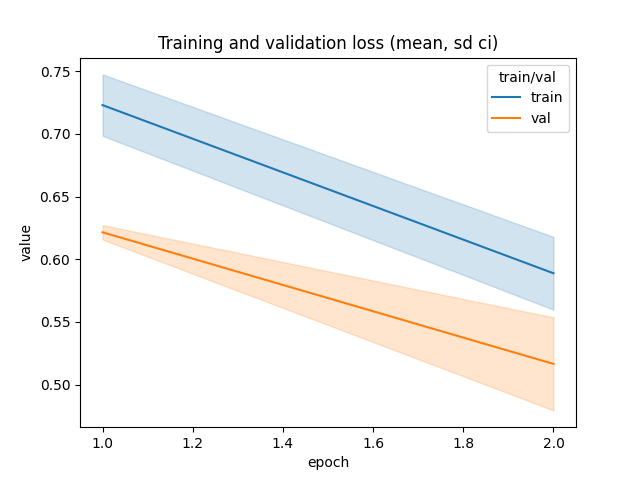 Training and validation loss (mean, sd ci)
train/val
train
val
value
0.75
0.70
0.65
0.60
0.55
0.50
1.0 1.2 1.4 1.6 1.8 2.0
epoch